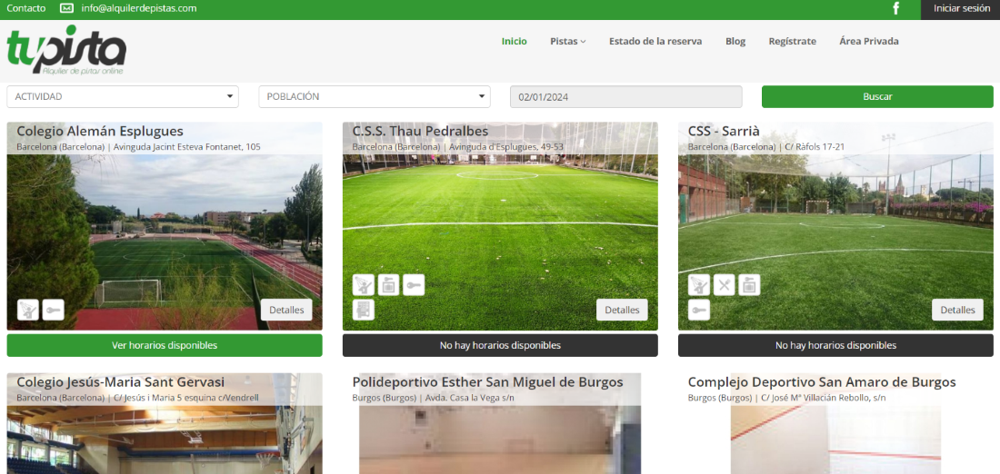 Contacto
info@alquilerdepistas.com
Iniciar sesión
tupista
Alquiler de pistas online
Inicio
Pistas
Estado de la reserva
Blog
Regístrate
Área Privada
ACTIVIDAD
POBLACIÓN
02/01/2024
Buscar
Colegio Alemán Esplugues
Barcelona (Barcelona) | Avinguda Jacint Esteva Fontanet, 105
Detalles
Ver horarios disponibles
C.S.S. Thau Pedralbes
Barcelona (Barcelona) | Avinguda d'Esplugues, 49-53
Detalles
No hay horarios disponibles
CSS - Sarrià
Barcelona (Barcelona) | C/ Ràfols 17-21
Detalles
No hay horarios disponibles
Colegio Jesús-Maria Sant Gervasi
Barcelona (Barcelona) | C/ Jesús i Maria 5 esquina c/Vendrell
Polideportivo Esther San Miguel de Burgos
Burgos (Burgos) | Avda. Casa la Vega s/n
Complejo Deportivo San Amaro de Burgos
Burgos (Burgos) | C/ José Mª Villacián Rebollo, s/n